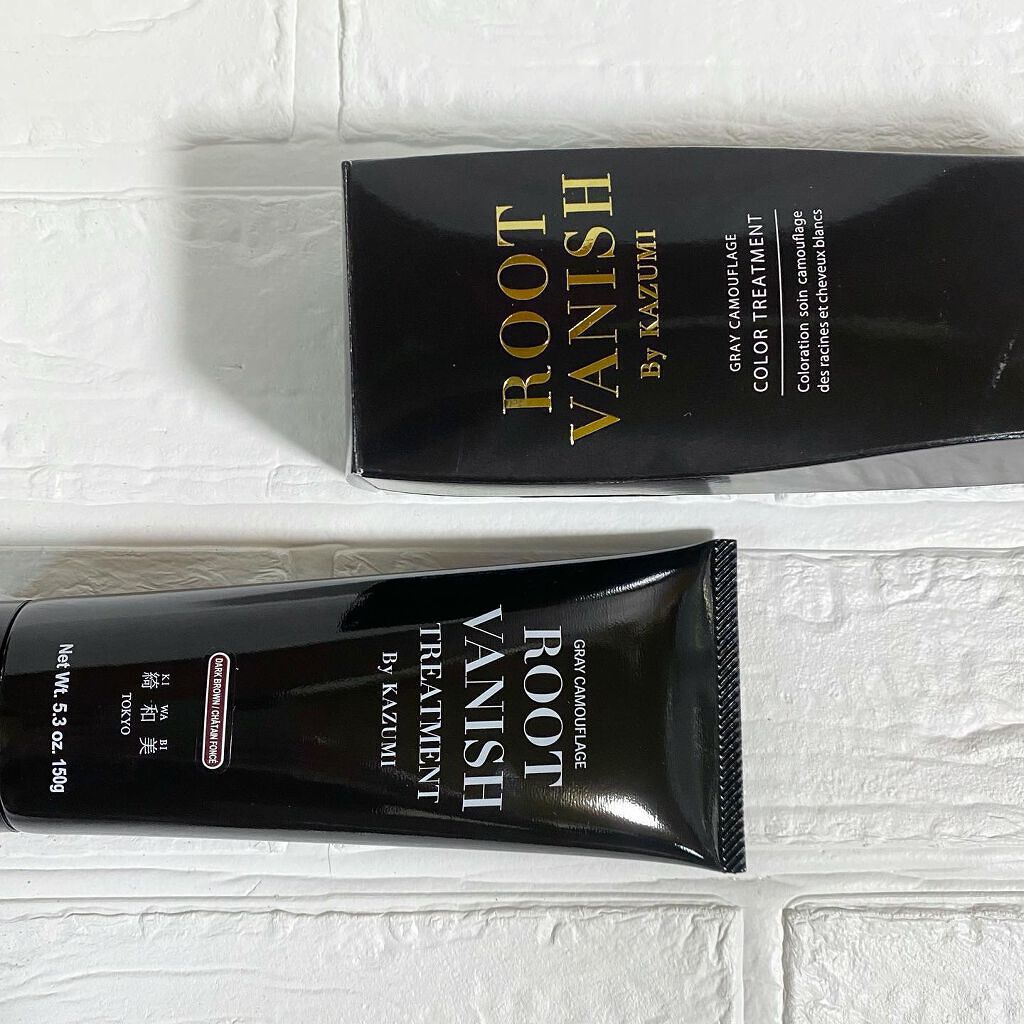 ROOT
VANISH
By KAZUMI
GRAY CAMOUFLAGE
COLOR TREATMENT
Coloration soin camouflage
des racines et cheveux blancs
GRAY CAMOUFLAGE
ROOT
VANISH
TREATMENT
By KAZUMI
DARK BROWN / CHÂTAIN FONCÉ
KI WA BI
綺和美
TOKYO
Net Wt. 5.3 oz. 150g